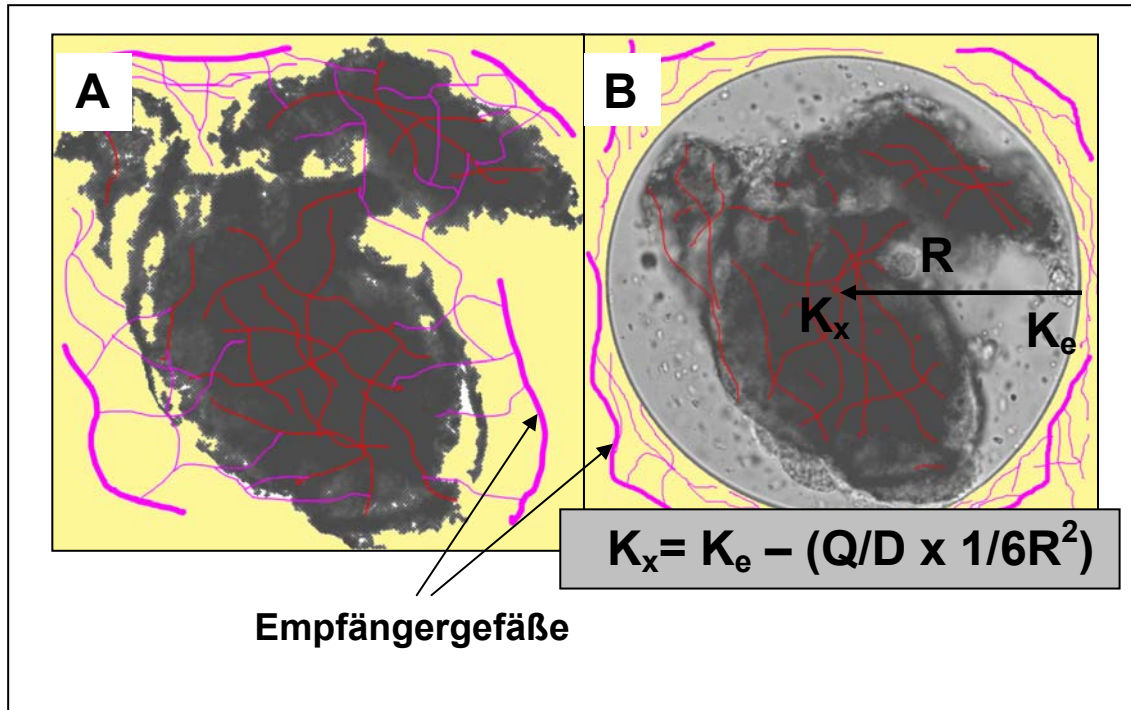 A
B
R
Kₓ
Kₑ
Kₓ= Kₑ – (Q/D x 1/6R²)
Empfängergefäße